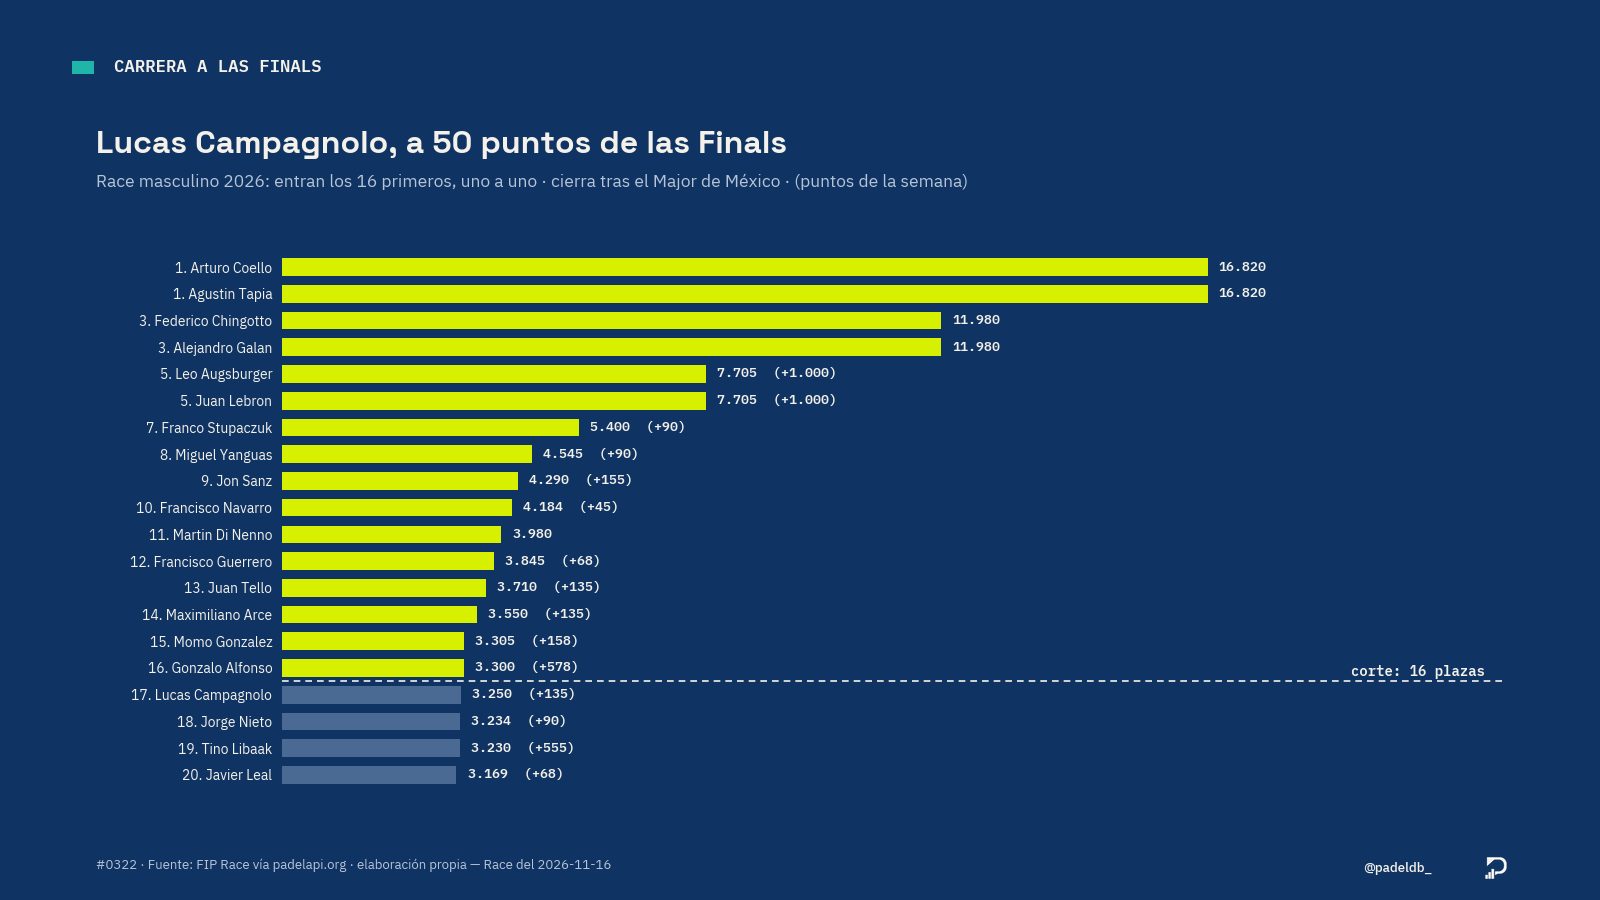 CARRERA A LAS FINALS
Lucas Campagnolo, a 50 puntos de las Finals
Race masculino 2026: entran los 16 primeros, uno a uno · cierra tras el Major de México · (puntos de la semana)
1. Arturo Coello 16.820
1. Agustin Tapia 16.820
3. Federico Chingotto 11.980
3. Alejandro Galan 11.980
5. Leo Augsburger 7.705 (+1.000)
5. Juan Lebron 7.705 (+1.000)
7. Franco Stupaczuk 5.400 (+90)
8. Miguel Yanguas 4.545 (+90)
9. Jon Sanz 4.290 (+155)
10. Francisco Navarro 4.184 (+45)
11. Martin Di Nenno 3.980
12. Francisco Guerrero 3.845 (+68)
13. Juan Tello 3.710 (+135)
14. Maximiliano Arce 3.550 (+135)
15. Momo Gonzalez 3.305 (+158)
16. Gonzalo Alfonso 3.300 (+578)
corte: 16 plazas
17. Lucas Campagnolo 3.250 (+135)
18. Jorge Nieto 3.234 (+90)
19. Tino Libaak 3.230 (+555)
20. Javier Leal 3.169 (+68)
#0322 · Fuente: FIP Race vía padelapi.org · elaboración propia — Race del 2026-11-16
@padeldb_